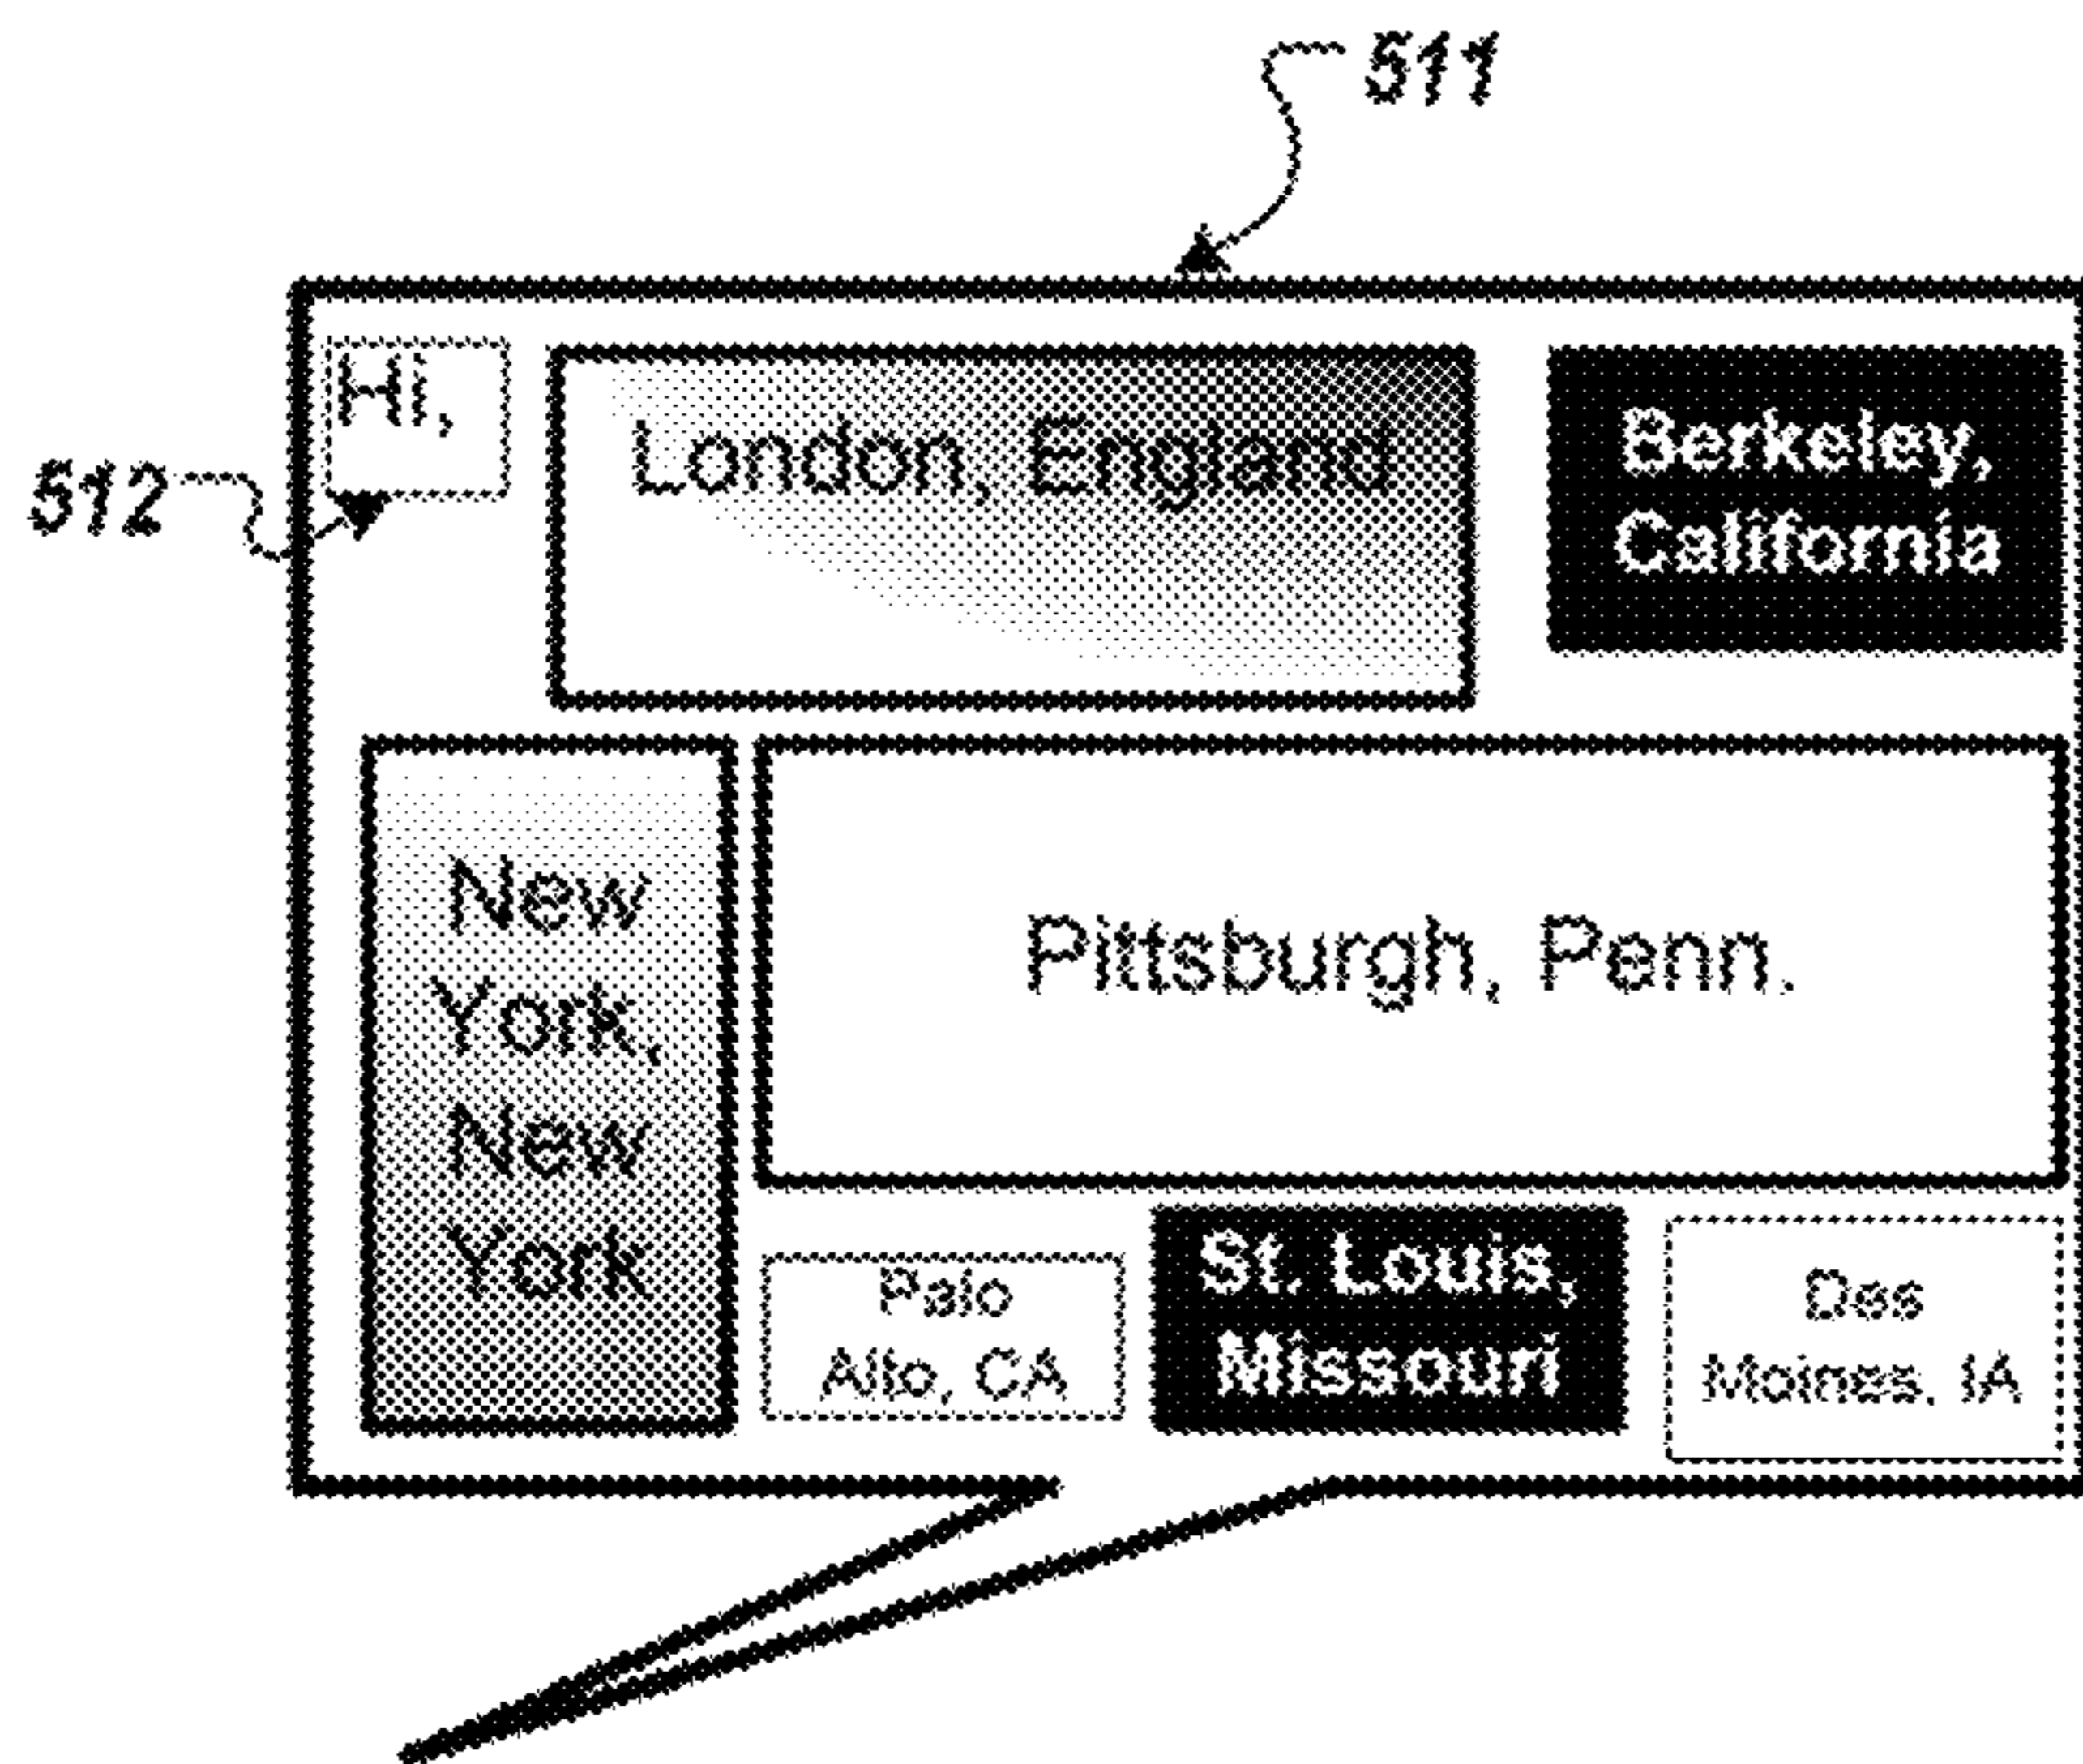 511
Hi,
512
London, England
Berkeley,
California
New
York,
New
York
Pittsburgh, Penn.
Palo
Alto, CA
St. Louis,
Missouri
Des
Moines, IA